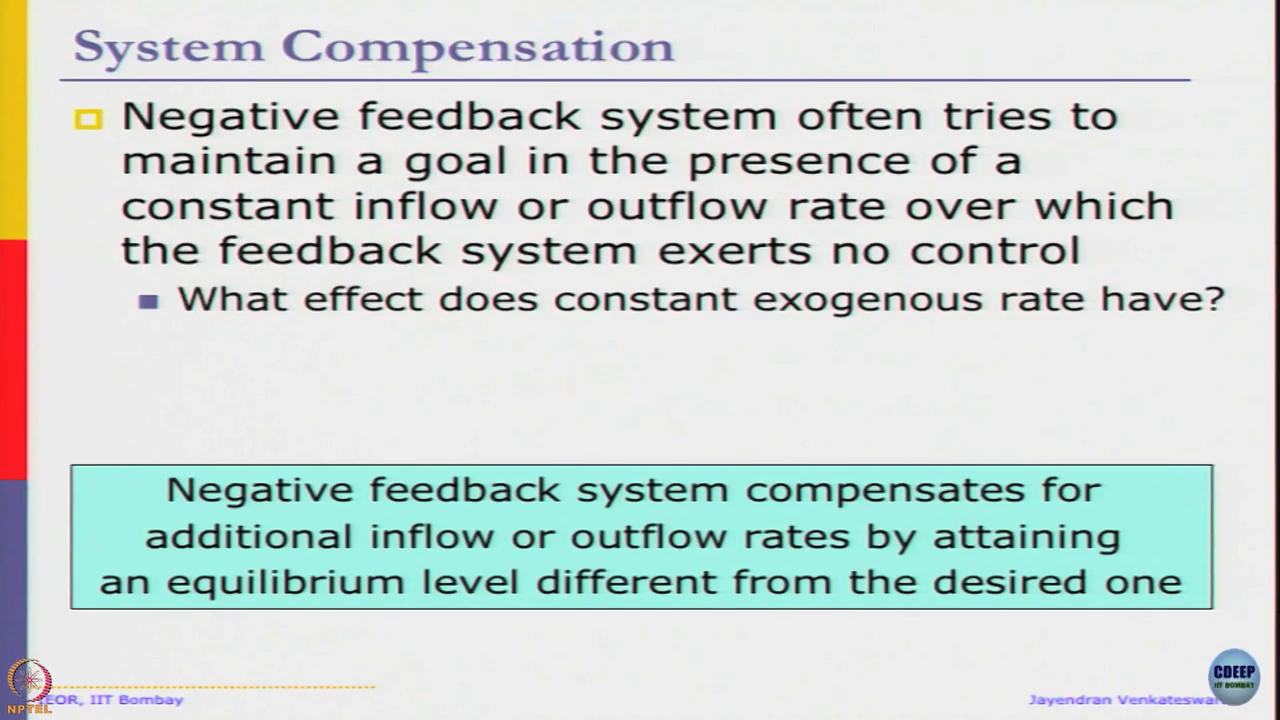 System Compensation
Negative feedback system often tries to
maintain a goal in the presence of a
constant inflow or outflow rate over which
the feedback system exerts no control
What effect does constant exogenous rate have?
Negative feedback system compensates for
additional inflow or outflow rates by attaining
an equilibrium level different from the desired one
CDEEP
IIT BOMBAY
NPTEL
EOR, IIT Bombay
Jayendran Venkateswar